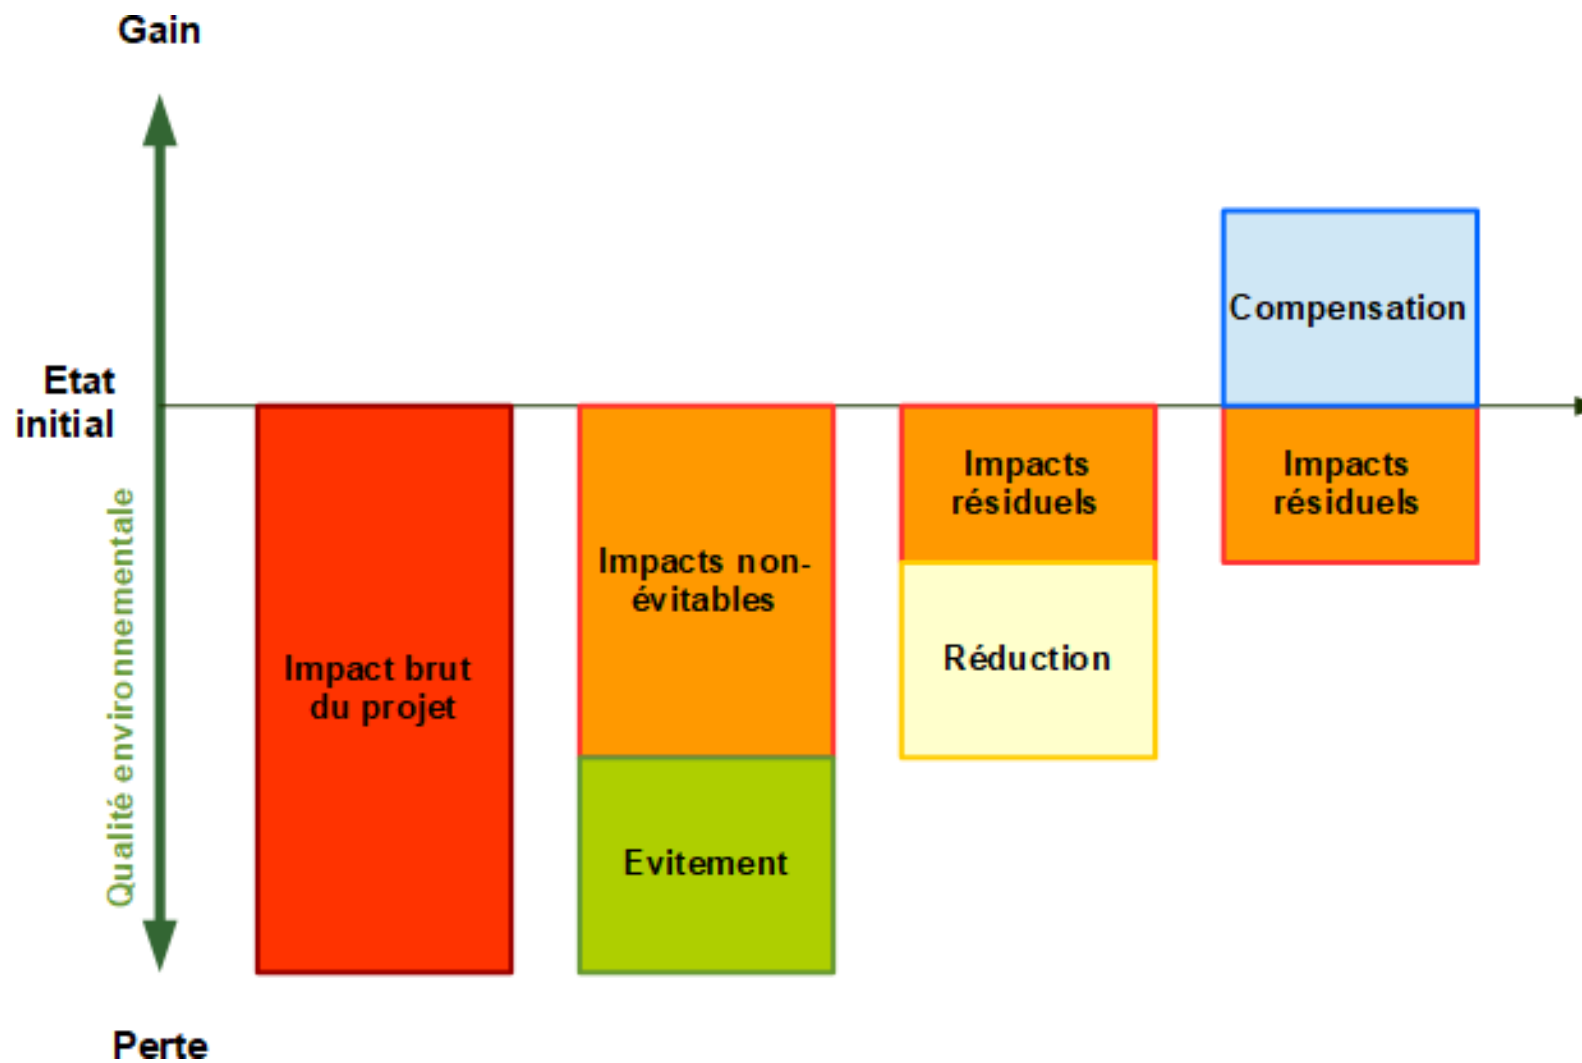 Gain
Compensation
Etat
initial
Impacts
résiduels
Impacts
résiduels
Impacts non-
évitables
Réduction
Impact brut
du projet
Qualité environnementale
Evitement
Perte